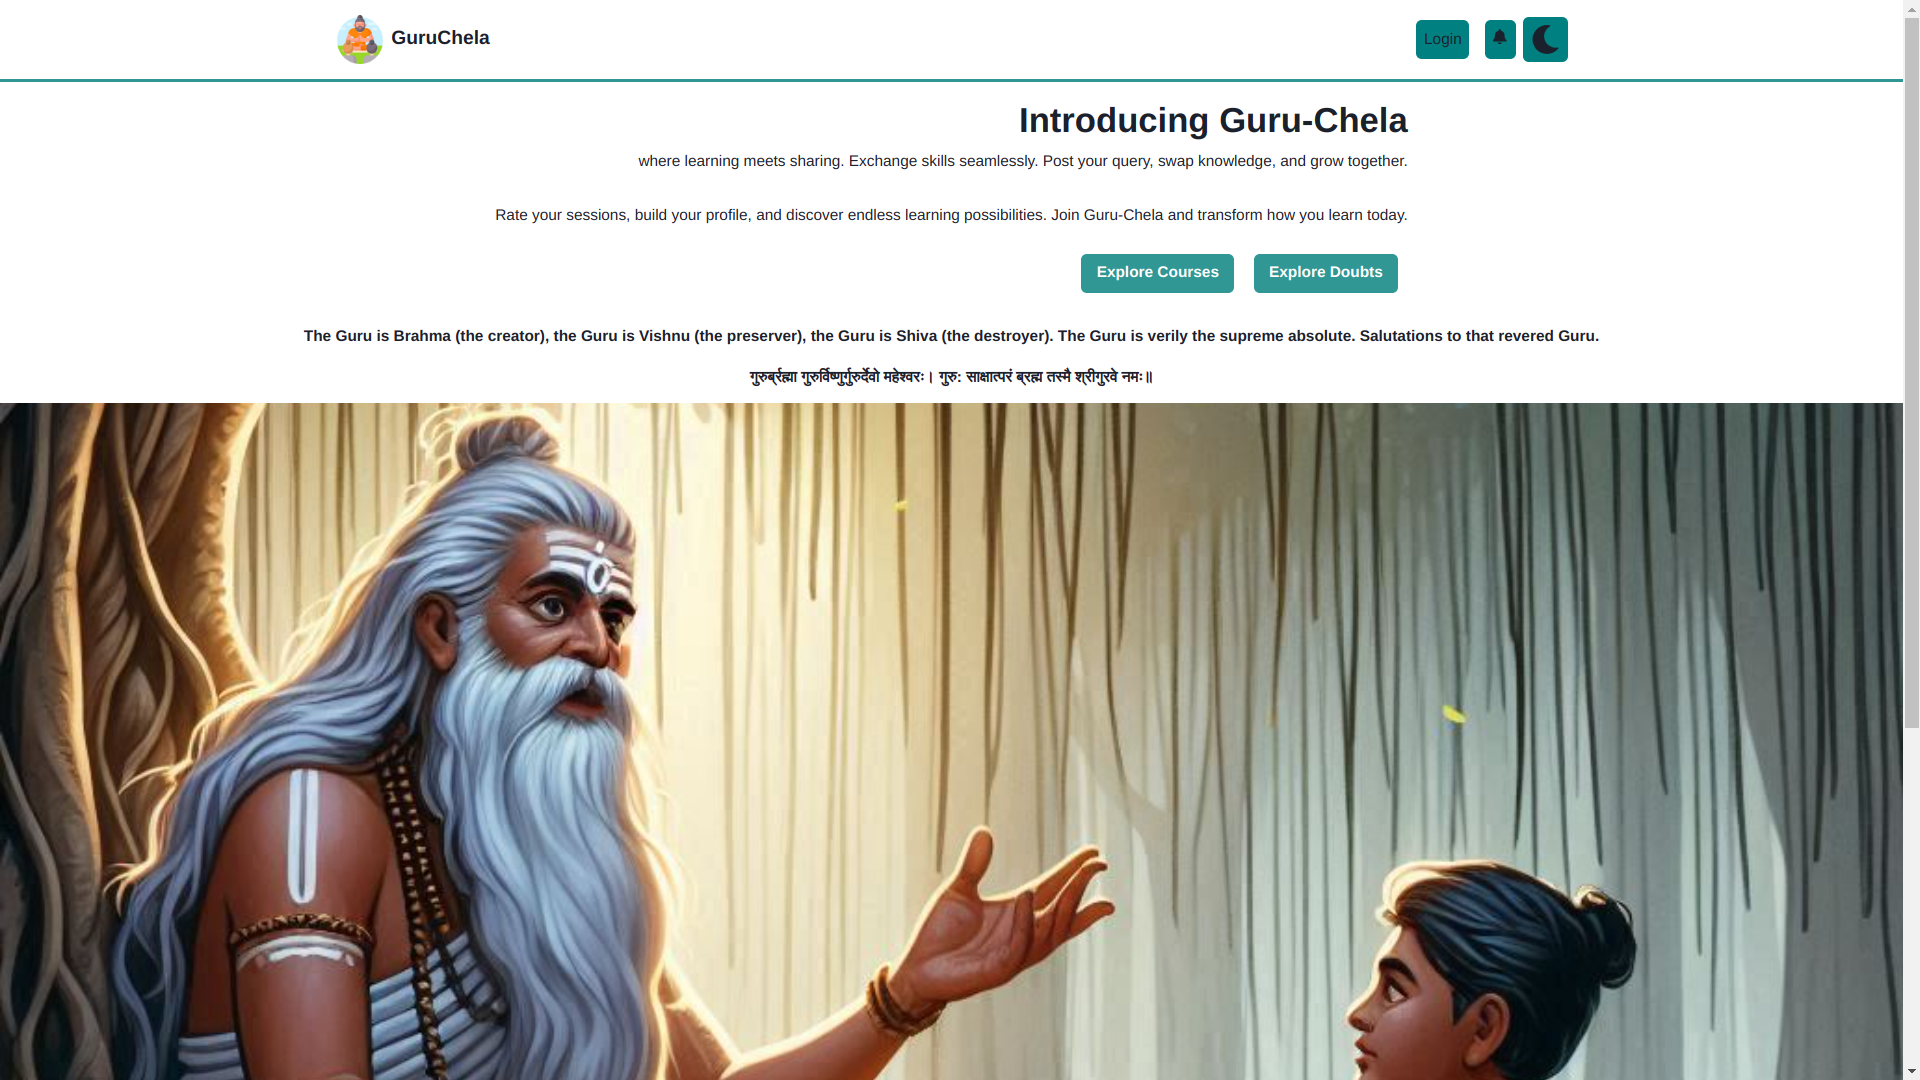 GuruChela
Login
Introducing Guru-Chela
where learning meets sharing. Exchange skills seamlessly. Post your query, swap knowledge, and grow together.
Rate your sessions, build your profile, and discover endless learning possibilities. Join Guru-Chela and transform how you learn today.
Explore Courses
Explore Doubts
The Guru is Brahma (the creator), the Guru is Vishnu (the preserver), the Guru is Shiva (the destroyer). The Guru is verily the supreme absolute. Salutations to that revered Guru.
गुरुर्ब्रह्मा गुरुर्विष्णुर्गुरुर्देवो महेश्वरः। गुरु: साक्षात्परं ब्रह्म तस्मै श्रीगुरवे नमः॥